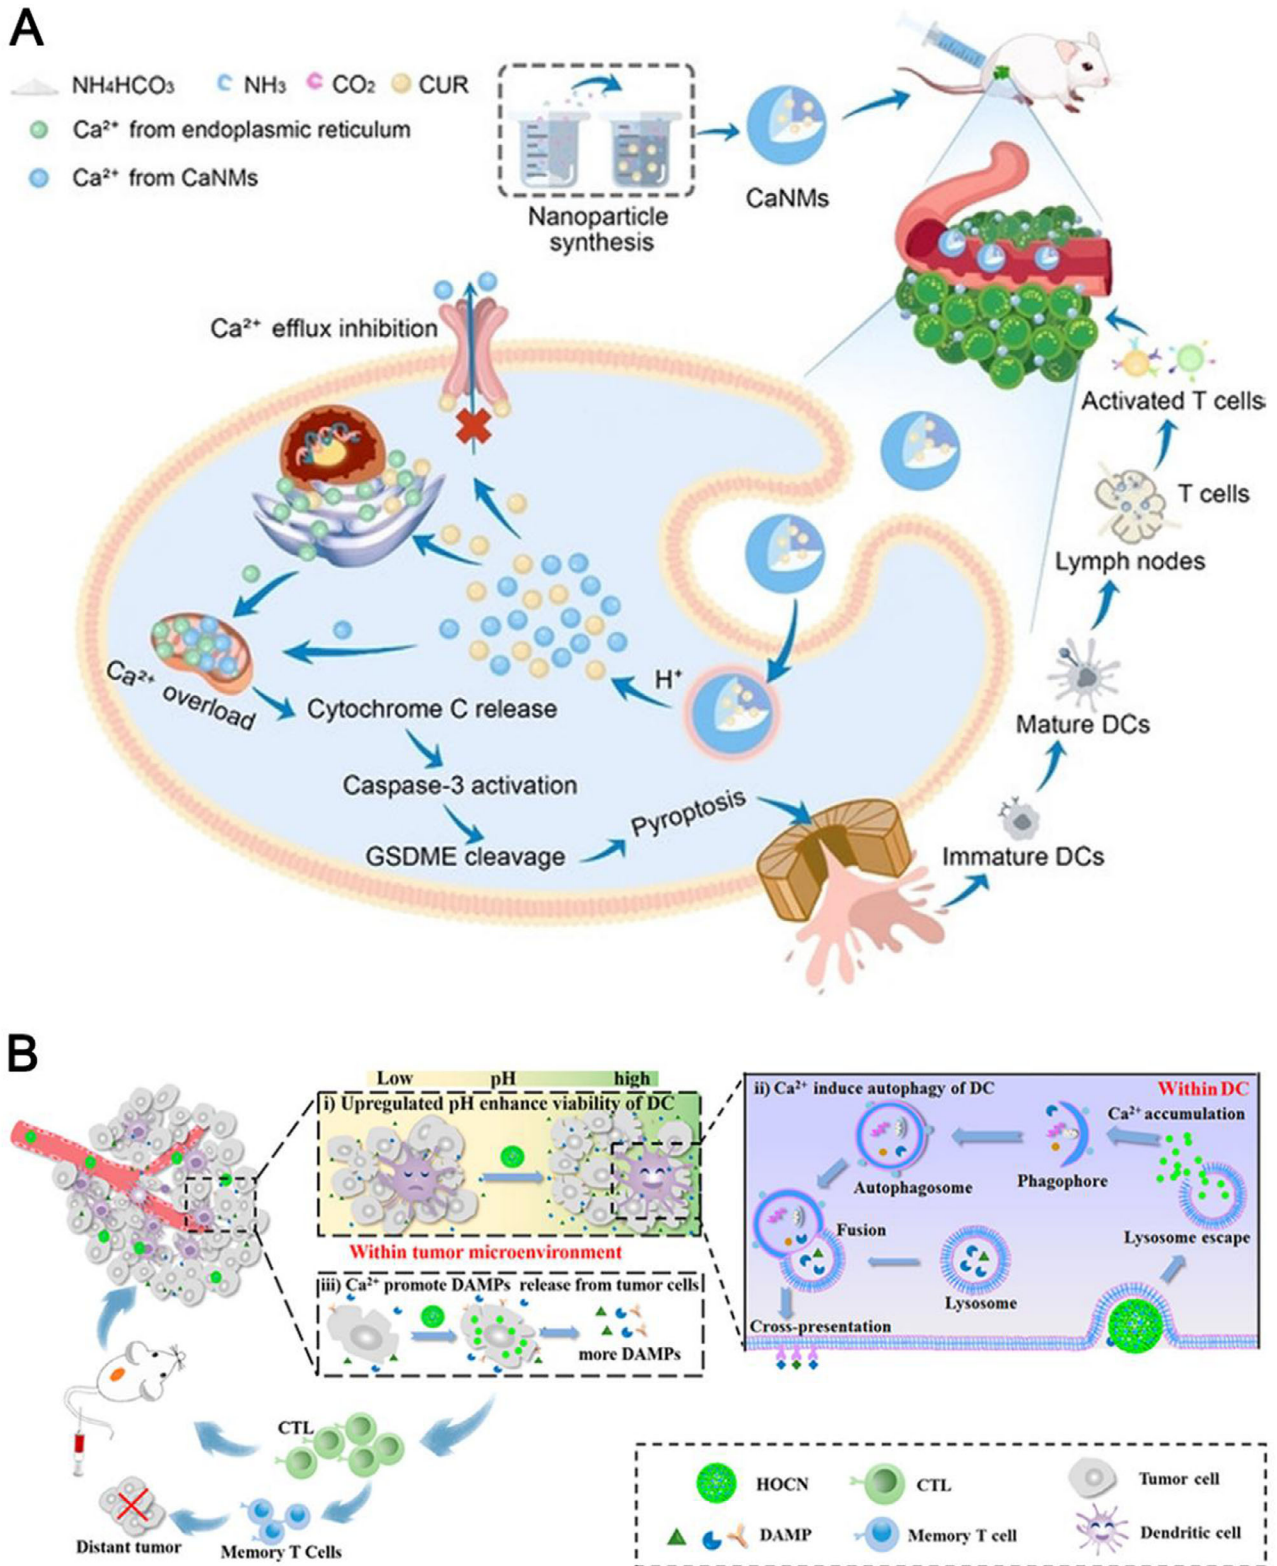 A
NH₄HCO₃
NH₃
CO₂
CUR
Ca²⁺ from endoplasmic reticulum
Ca²⁺ from CaNMs
Nanoparticle
synthesis
CaNMs
Ca²⁺ efflux inhibition
Activated T cells
T cells
Lymph nodes
H⁺
Ca²⁺ overload
Cytochrome C release
Mature DCs
Caspase-3 activation
Pyroptosis
GSDME cleavage
Immature DCs
B
Low pH high
i) Upregulated pH enhance viability of DC
Within tumor microenvironment
iii) Ca²⁺ promote DAMPs release from tumor cells
more DAMPs
ii) Ca²⁺ induce autophagy of DC
Within DC
Ca²⁺ accumulation
Autophagosome
Phagophore
Fusion
Lysosome escape
Lysosome
Cross-presentation
CTL
Distant tumor
Memory T Cells
HOCN
CTL
Tumor cell
DAMP
Memory T cell
Dendritic cell